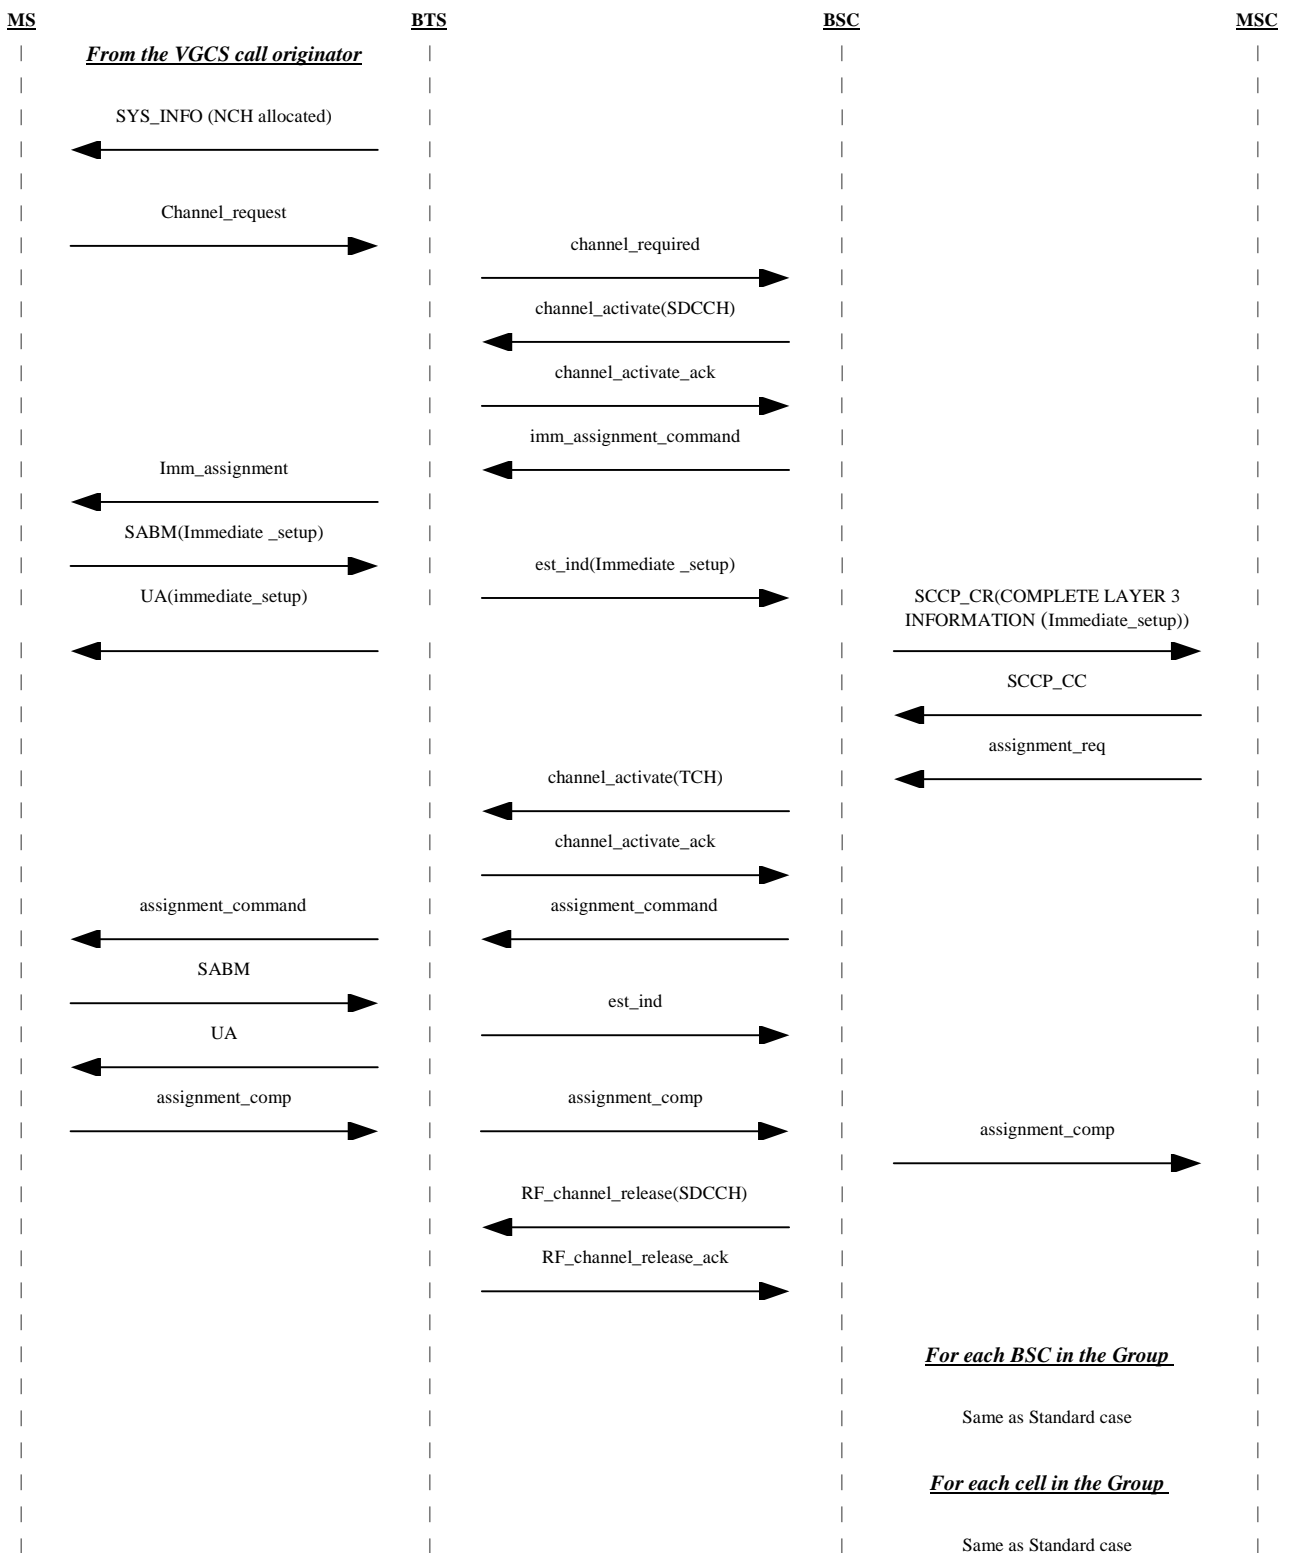 MS BTS BSC MSC
From the VGCS call originator
SYS_INFO (NCH allocated)
Channel_request
channel_required
channel_activate(SDCCH)
channel_activate_ack
imm_assignment_command
Imm_assignment
SABM(Immediate _setup)
est_ind(Immediate _setup)
UA(immediate_setup)
SCCP_CR(COMPLETE LAYER 3
INFORMATION (Immediate_setup))
SCCP_CC
assignment_req
channel_activate(TCH)
channel_activate_ack
assignment_command
assignment_command
SABM
est_ind
UA
assignment_comp
assignment_comp
assignment_comp
RF_channel_release(SDCCH)
RF_channel_release_ack
For each BSC in the Group
Same as Standard case
For each cell in the Group
Same as Standard case